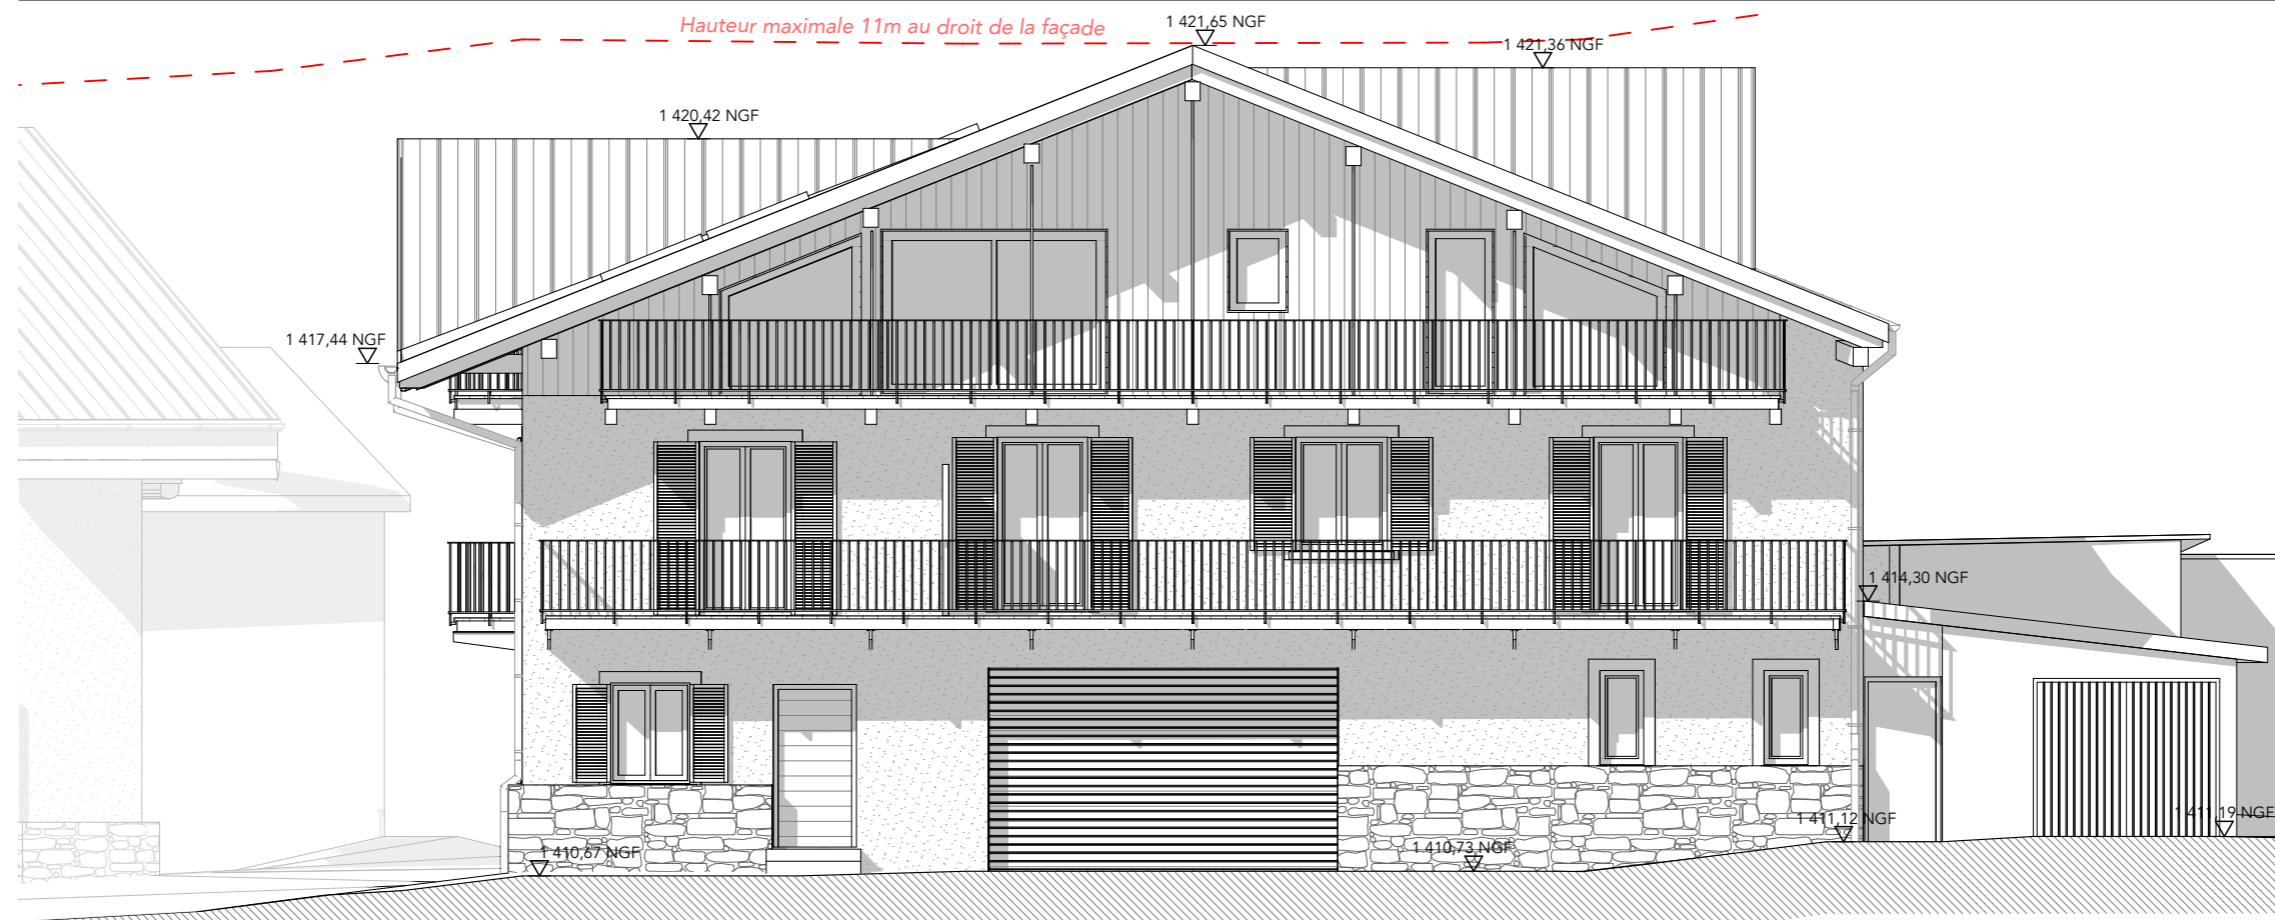 Hauteur maximale 11m au droit de la façade
1 421,65 NGF
1 421,36 NGF
1 420,42 NGF
1 417,44 NGF
1 414,30 NGF
1 411,19 NGF
1 411,12 NGF
1 410,67 NGF
1 410,73 NGF